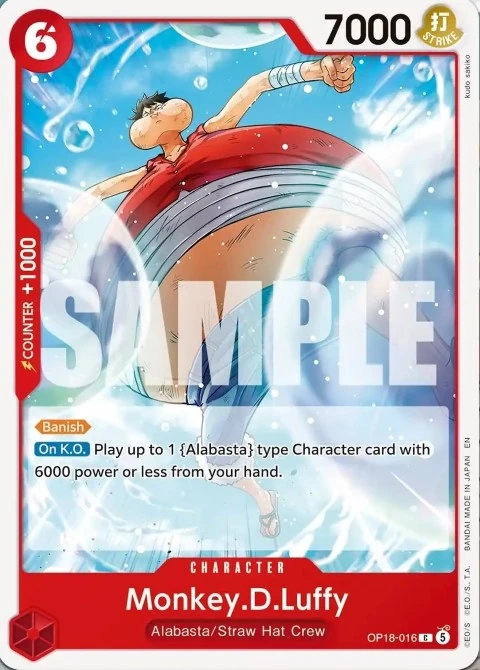 6
7000
打
STRIKE
kudo sakiko
COUNTER +1000
SAMPLE
Banish
On K.O. Play up to 1 {Alabasta} type Character card with
6000 power or less from your hand.
CHARACTER
Monkey.D.Luffy
Alabasta/Straw Hat Crew
OP18-016 C 5
©E.O/S ©E.O./S., T.A. BANDAI MADE IN JAPAN EN